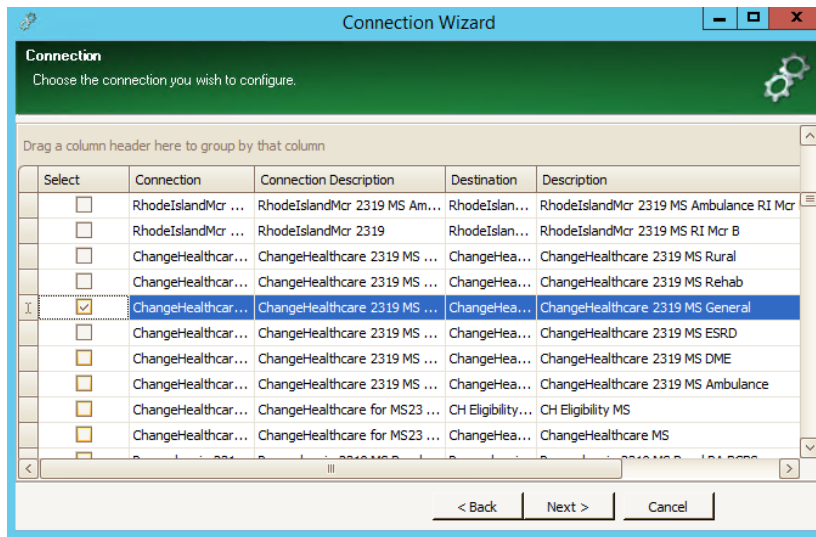 Connection Wizard
Connection
Choose the connection you wish to configure.
Drag a column header here to group by that column
Select Connection Connection Description Destination Description
RhodeIslandMcr ... RhodeIslandMcr 2319 MS Am... RhodeIslan... RhodeIslandMcr 2319 MS Ambulance RI Mcr
RhodeIslandMcr ... RhodeIslandMcr 2319 RhodeIslan... RhodeIslandMcr 2319 MS RI Mcr B
ChangeHealthcar... ChangeHealthcare 2319 MS ... ChangeHea... ChangeHealthcare 2319 MS Rural
ChangeHealthcar... ChangeHealthcare 2319 MS ... ChangeHea... ChangeHealthcare 2319 MS Rehab
ChangeHealthcar... ChangeHealthcare 2319 MS ... ChangeHea... ChangeHealthcare 2319 MS General
ChangeHealthcar... ChangeHealthcare 2319 MS ... ChangeHea... ChangeHealthcare 2319 MS ESRD
ChangeHealthcar... ChangeHealthcare 2319 MS ... ChangeHea... ChangeHealthcare 2319 MS DME
ChangeHealthcar... ChangeHealthcare 2319 MS ... ChangeHea... ChangeHealthcare 2319 MS Ambulance
ChangeHealthcar... ChangeHealthcare for MS23 ... CH Eligibility... CH Eligibility MS
ChangeHealthcar... ChangeHealthcare for MS23 ... ChangeHea... ChangeHealthcare MS
< Back Next > Cancel